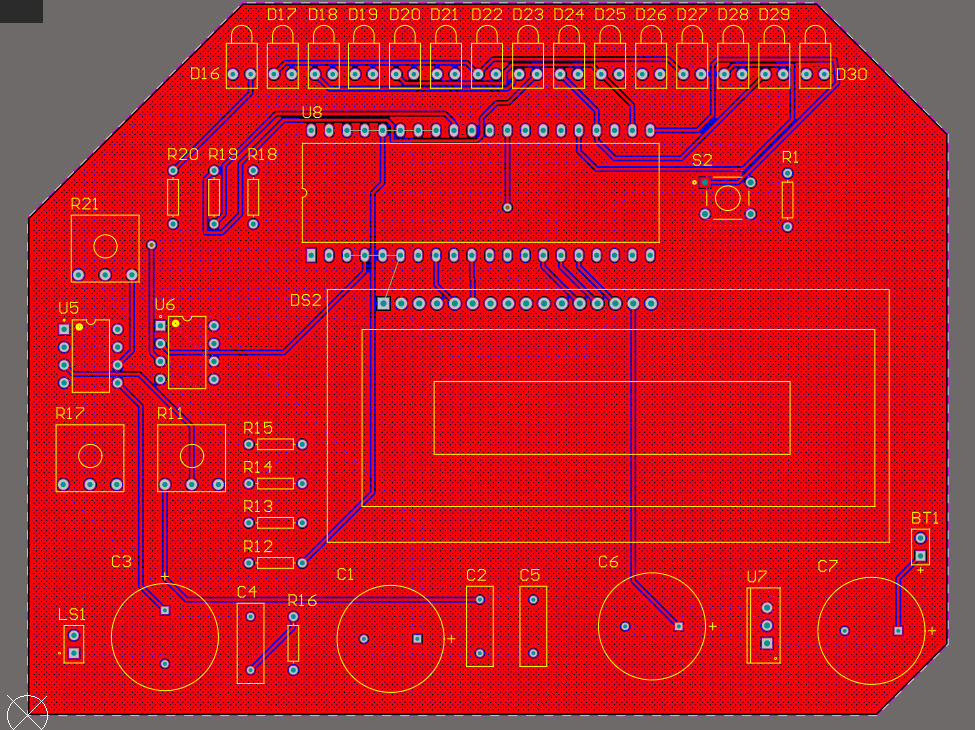 D17 D18 D19 D20 D21 D22 D23 D24 D25 D26 D27 D28 D29
D16 D30
U8
R20 R19 R18 S2 R1
R21
DS2
U5 U6
R17 R11
R15
R14
R13
BT1
R12
C3 C1 C2 C5 C6 U7 C7
C4
R16
LS1